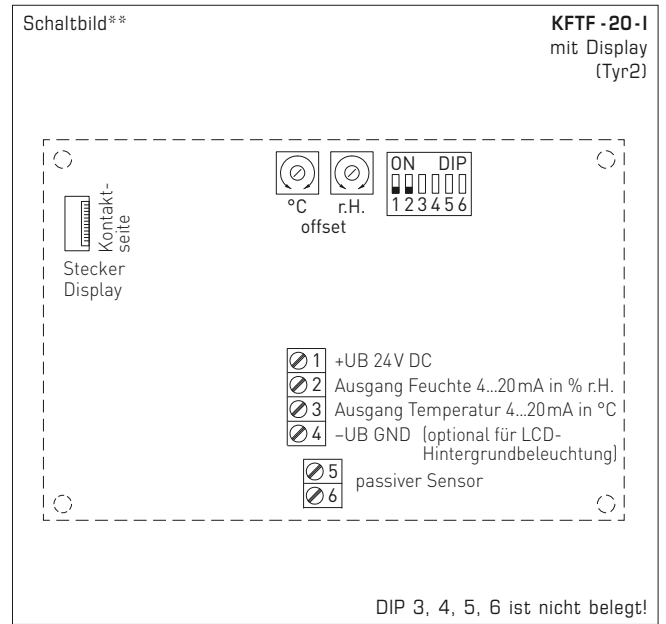 Schaltbild**
KFTF - 20 - I
mit Display
(Tyr2)
ON DIP
1 2 3 4 5 6
°C r.H.
offset
Kontakt-
seite
Stecker
Display
1 +UB 24V DC
2 Ausgang Feuchte 4...20mA in % r.H.
3 Ausgang Temperatur 4...20mA in °C
4 –UB GND (optional für LCD-
Hintergrundbeleuchtung)
5
passiver Sensor
6
DIP 3, 4, 5, 6 ist nicht belegt!